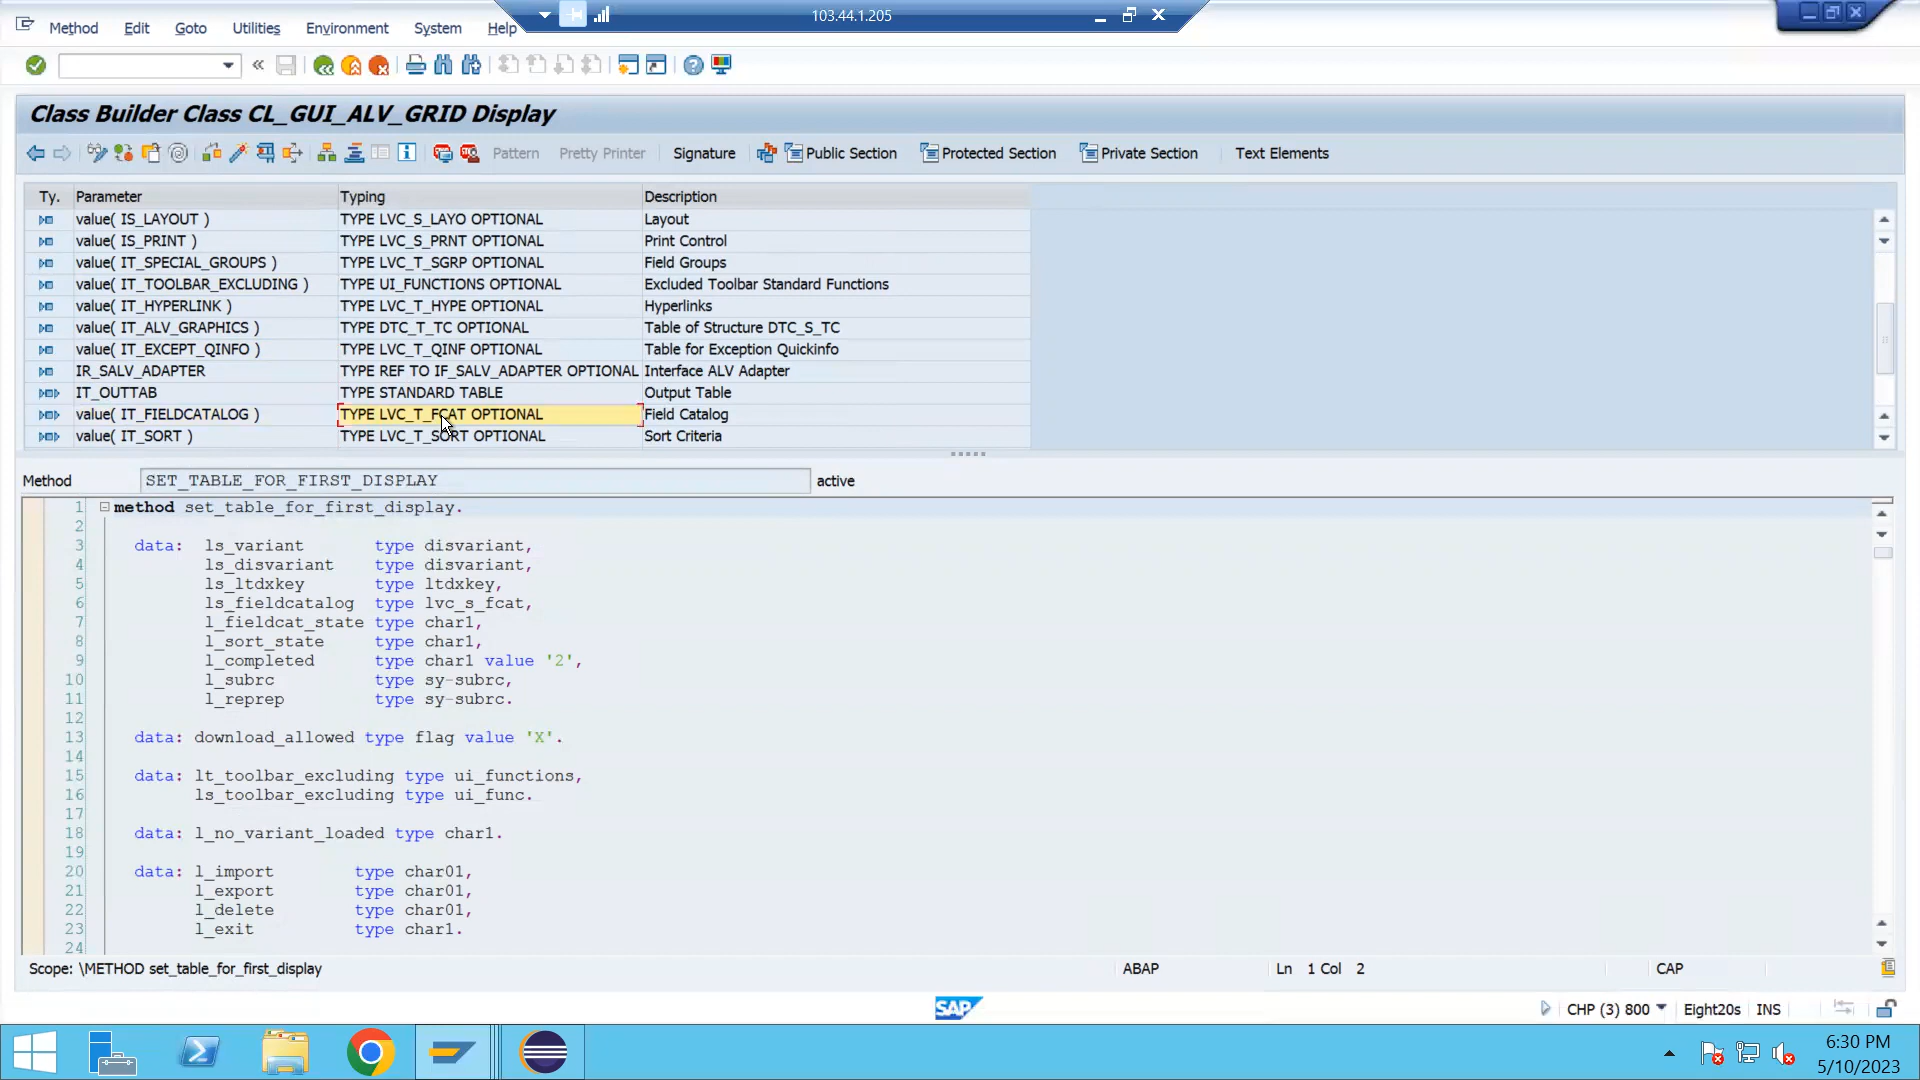 103.44.1.205
Method Edit Goto Utilities Environment System Help
Class Builder Class CL_GUI_ALV_GRID Display
Pattern Pretty Printer Signature Public Section Protected Section Private Section Text Elements
Ty. Parameter Typing Description
value( IS_LAYOUT ) TYPE LVC_S_LAYO OPTIONAL Layout
value( IS_PRINT ) TYPE LVC_S_PRNT OPTIONAL Print Control
value( IT_SPECIAL_GROUPS ) TYPE LVC_T_SGRP OPTIONAL Field Groups
value( IT_TOOLBAR_EXCLUDING ) TYPE UI_FUNCTIONS OPTIONAL Excluded Toolbar Standard Functions
value( IT_HYPERLINK ) TYPE LVC_T_HYPE OPTIONAL Hyperlinks
value( IT_ALV_GRAPHICS ) TYPE DTC_T_TC OPTIONAL Table of Structure DTC_S_TC
value( IT_EXCEPT_QINFO ) TYPE LVC_T_QINF OPTIONAL Table for Exception Quickinfo
IR_SALV_ADAPTER TYPE REF TO IF_SALV_ADAPTER OPTIONAL Interface ALV Adapter
IT_OUTTAB TYPE STANDARD TABLE Output Table
value( IT_FIELDCATALOG ) TYPE LVC_T_FCAT OPTIONAL Field Catalog
value( IT_SORT ) TYPE LVC_T_SORT OPTIONAL Sort Criteria
Method SET_TABLE_FOR_FIRST_DISPLAY active
1 method set_table_for_first_display.
2
3 data: ls_variant type disvariant,
4 ls_disvariant type disvariant,
5 ls_ltdxkey type ltdxkey,
6 ls_fieldcatalog type lvc_s_fcat,
7 l_fieldcat_state type char1,
8 l_sort_state type char1,
9 l_completed type char1 value '2',
10 l_subrc type sy-subrc,
11 l_reprep type sy-subrc.
12
13 data: download_allowed type flag value 'X'.
14
15 data: lt_toolbar_excluding type ui_functions,
16 ls_toolbar_excluding type ui_func.
17
18 data: l_no_variant_loaded type char1.
19
20 data: l_import type char01,
21 l_export type char01,
22 l_delete type char01,
23 l_exit type char1.
24
Scope: \METHOD set_table_for_first_display ABAP Ln 1 Col 2 CAP
SAP CHP (3) 800 Eight20s INS
6:30 PM
5/10/2023